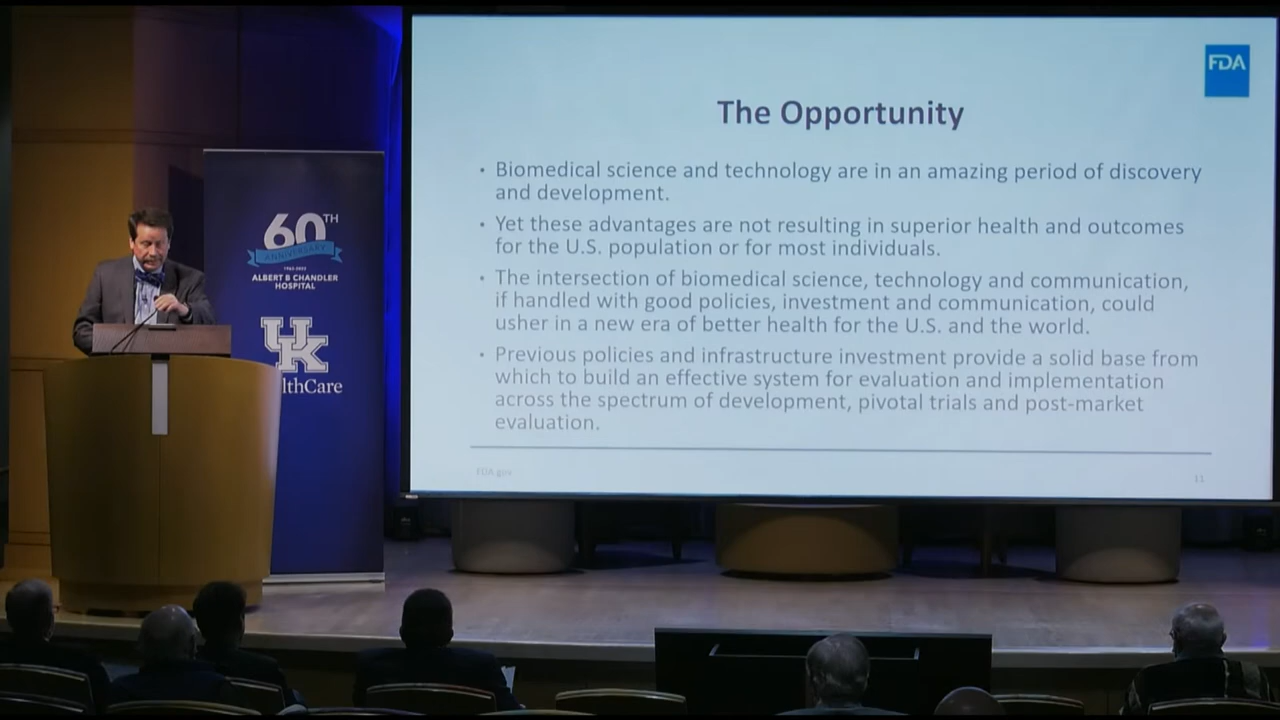 60TH
ANNIVERSARY
1962-2022
ALBERT B CHANDLER
HOSPITAL
UK
lthCare
FDA
The Opportunity
• Biomedical science and technology are in an amazing period of discovery
and development.
• Yet these advantages are not resulting in superior health and outcomes
for the U.S. population or for most individuals.
• The intersection of biomedical science, technology and communication,
if handled with good policies, investment and communication, could
usher in a new era of better health for the U.S. and the world.
• Previous policies and infrastructure investment provide a solid base from
which to build an effective system for evaluation and implementation
across the spectrum of development, pivotal trials and post-market
evaluation.
FDA.gov
11